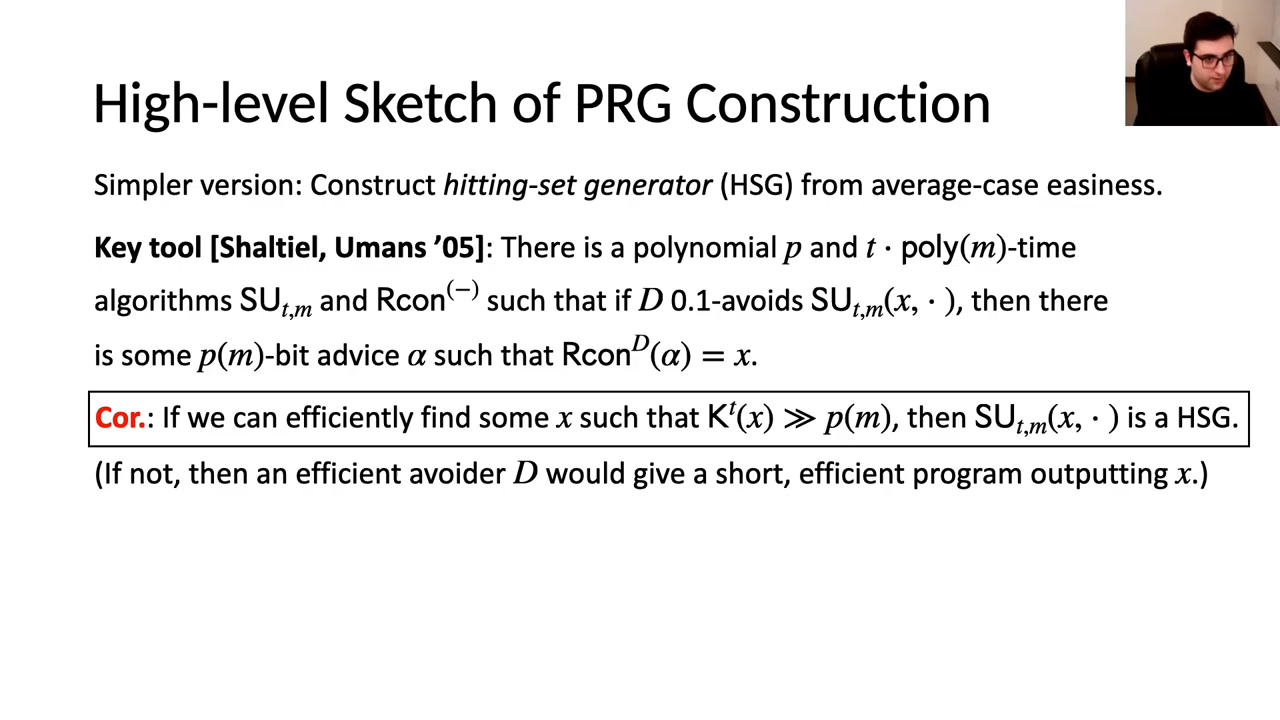 High-level Sketch of PRG Construction
Simpler version: Construct hitting-set generator (HSG) from average-case easiness.
Key tool [Shaltiel, Umans ’05]: There is a polynomial p and t · poly(m)-time
algorithms SU_{t,m} and Rcon^{(−)} such that if D 0.1-avoids SU_{t,m}(x, · ), then there
is some p(m)-bit advice α such that Rcon^D(α) = x.
Cor.: If we can efficiently find some x such that K^t(x) ≫ p(m), then SU_{t,m}(x, · ) is a HSG.
(If not, then an efficient avoider D would give a short, efficient program outputting x.)